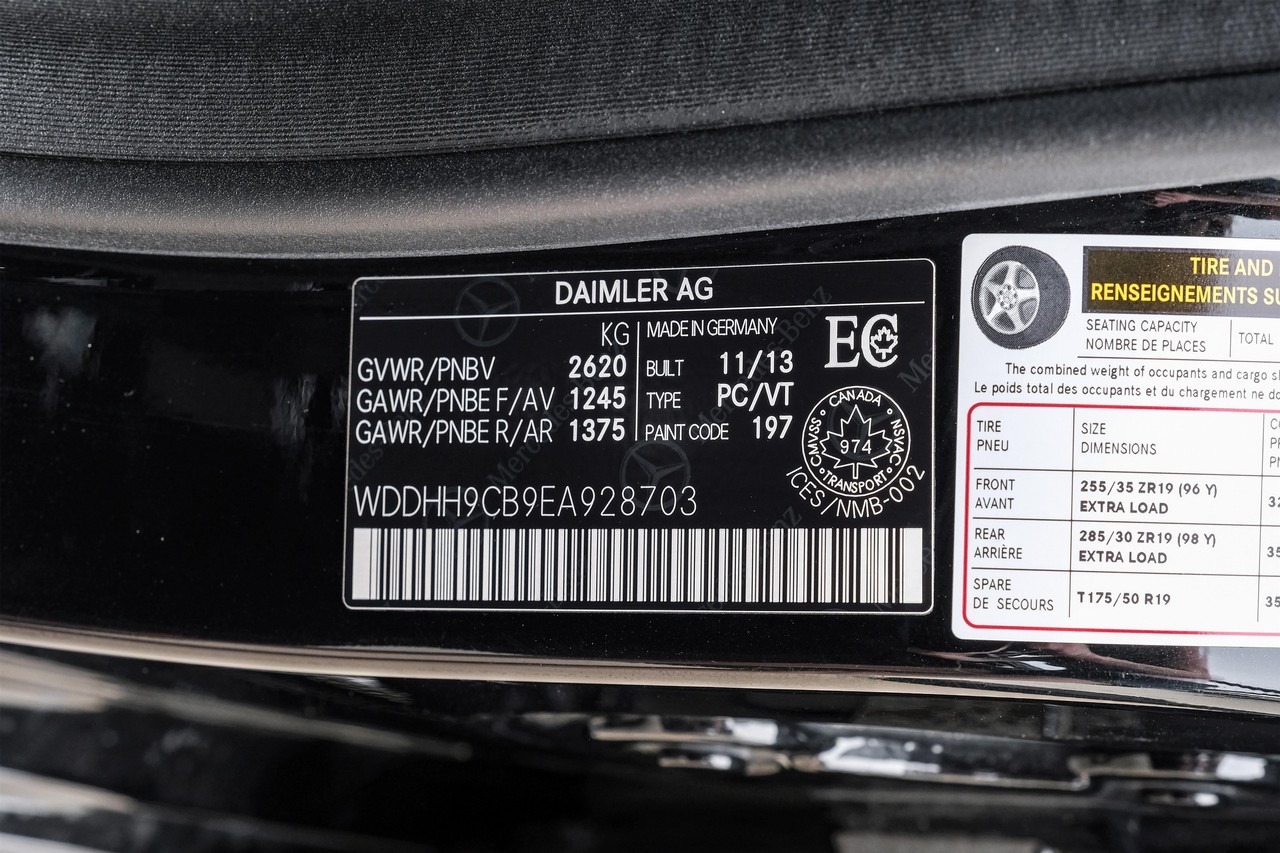 DAIMLER AG
KG
GVWR/PNBV 2620
GAWR/PNBE F/AV 1245
GAWR/PNBE R/AR 1375
MADE IN GERMANY
BUILT 11/13
TYPE PC/VT
PAINT CODE 197
EC
CANADA
CMVSS
NSVAC
974
TRANSPORT
ICES/NMB-002
WDDHH9CB9EA928703
Mercedes-Benz
TIRE AND
RENSEIGNEMENTS SU
SEATING CAPACITY
NOMBRE DE PLACES
TOTAL
The combined weight of occupants and cargo s
Le poids total des occupants et du chargement ne do
TIRE
PNEU
SIZE
DIMENSIONS
FRONT
AVANT
255/35 ZR19 (96 Y)
EXTRA LOAD
REAR
ARRIÈRE
285/30 ZR19 (98 Y)
EXTRA LOAD
35
SPARE
DE SECOURS
T175/50 R19
35